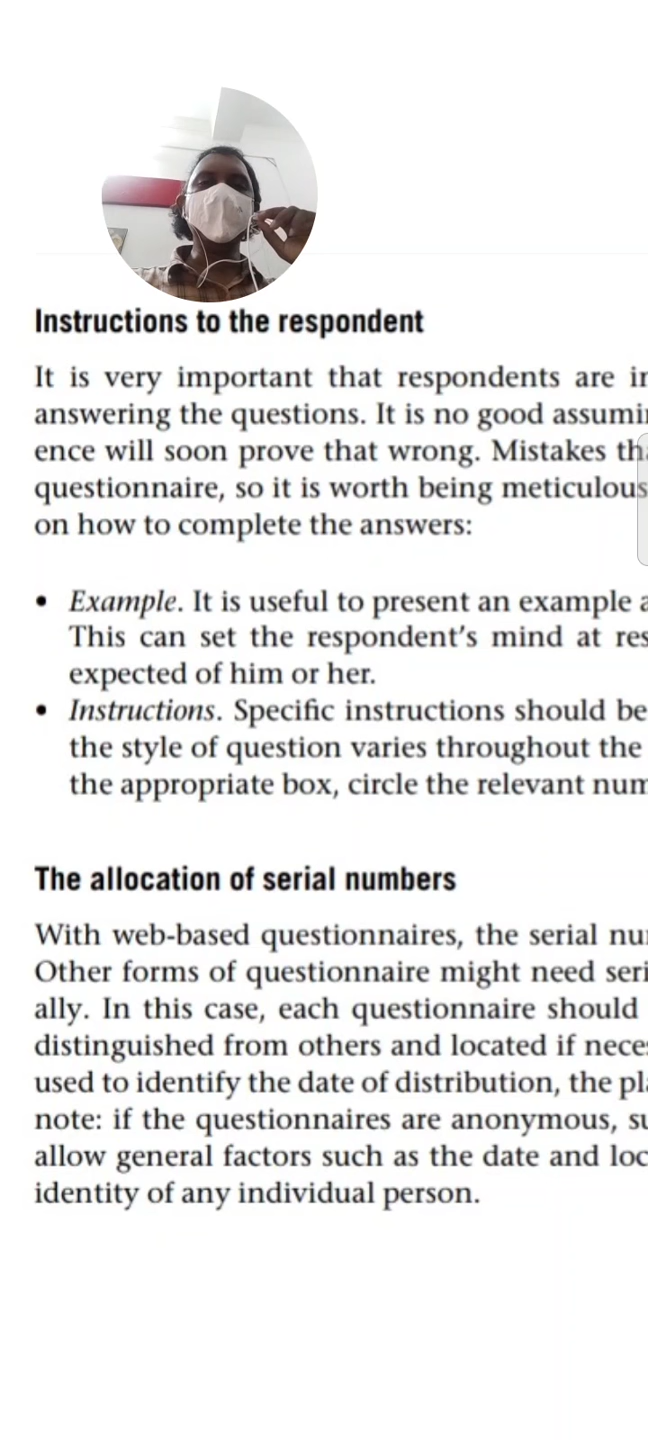 Instructions to the respondent
It is very important that respondents are
answering the questions. It is no good
ence will soon prove that wrong. Mistakes
questionnaire, so it is worth being meticulous
on how to complete the answers:
• Example. It is useful to present an example
This can set the respondent's mind at
expected of him or her.
• Instructions. Specific instructions should be
the style of question varies throughout the
the appropriate box, circle the relevant
The allocation of serial numbers
With web-based questionnaires, the serial
Other forms of questionnaire might need
ally. In this case, each questionnaire should
distinguished from others and located if
used to identify the date of distribution, the
note: if the questionnaires are anonymous,
allow general factors such as the date and
identity of any individual person.